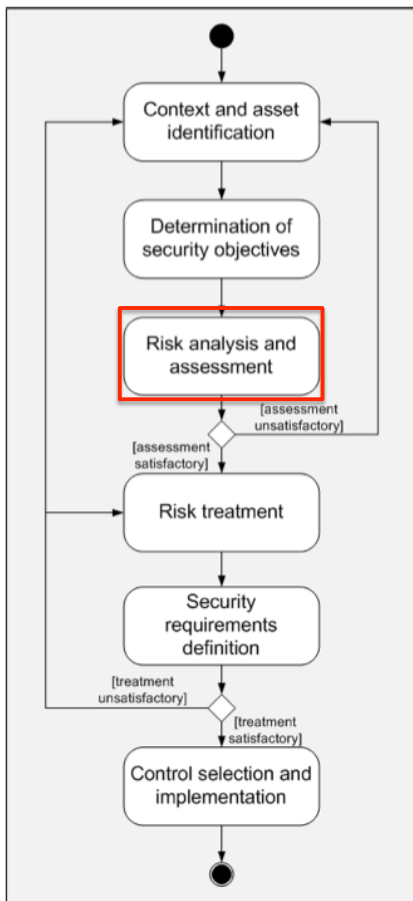 Context and asset
identification
Determination of
security objectives
Risk analysis and
assessment
[assessment
unsatisfactory]
[assessment
satisfactory]
Risk treatment
Security
requirements
definition
[treatment
unsatisfactory]
[treatment
satisfactory]
Control selection and
implementation